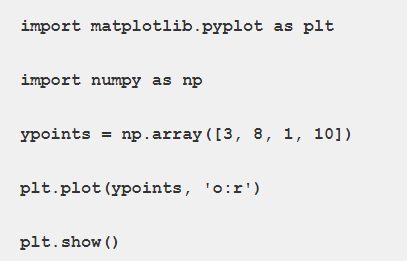 import matplotlib.pyplot as plt
import numpy as np
ypoints = np.array([3, 8, 1, 10])
plt.plot(ypoints, 'o:r')
plt.show()